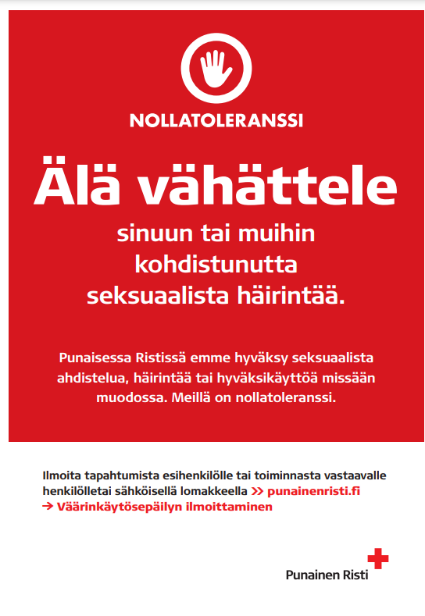 NOLLATOLERANSSI
Älä vähättele
sinuun tai muihin
kohdistunutta
seksuaalista häirintää.
Punaisessa Ristissä emme hyväksy seksuaalista
ahdistelua, häirintää tai hyväksikäyttöä missään
muodossa. Meillä on nollatoleranssi.
Ilmoita tapahtumista esihenkilölle tai toiminnasta vastaavalle
henkilölletai sähköisellä lomakkeella >> punainenristi.fi
→ Väärinkäytösepäilyn ilmoittaminen
Punainen Risti